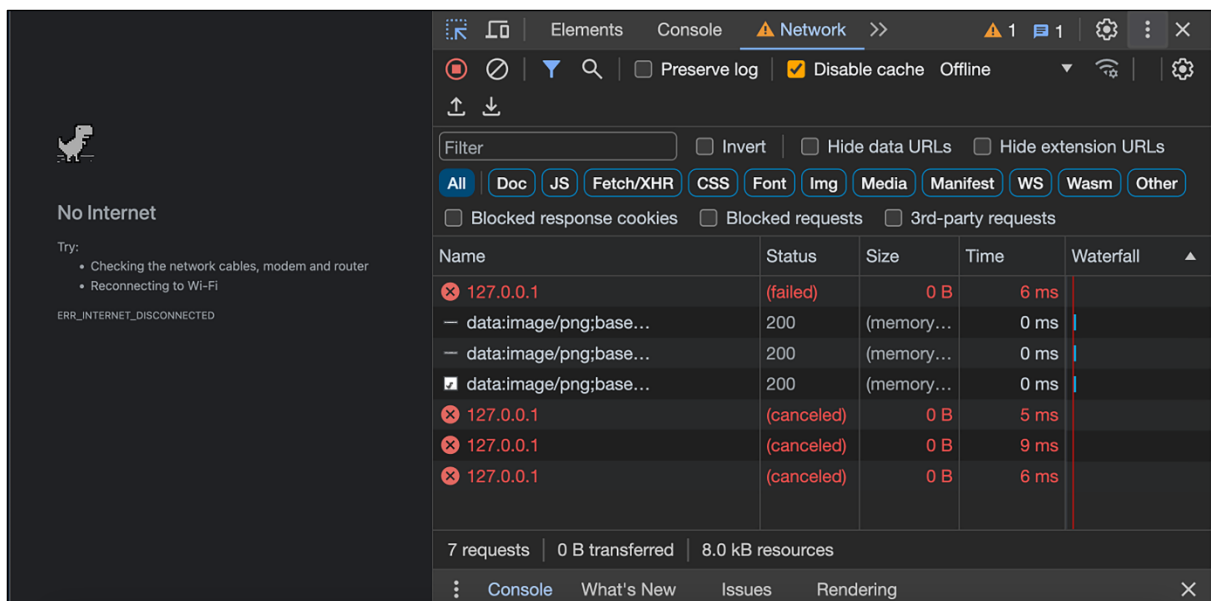 Elements Console Network 1 1
Preserve log Disable cache Offline
Filter Invert Hide data URLs Hide extension URLs
All Doc JS Fetch/XHR CSS Font Img Media Manifest WS Wasm Other
Blocked response cookies Blocked requests 3rd-party requests
Name Status Size Time Waterfall
127.0.0.1 (failed) 0 B 6 ms
data:image/png;base… 200 (memory… 0 ms
data:image/png;base… 200 (memory… 0 ms
data:image/png;base… 200 (memory… 0 ms
127.0.0.1 (canceled) 0 B 5 ms
127.0.0.1 (canceled) 0 B 9 ms
127.0.0.1 (canceled) 0 B 6 ms
7 requests 0 B transferred 8.0 kB resources
Console What's New Issues Rendering
No Internet
Try:
• Checking the network cables, modem and router
• Reconnecting to Wi-Fi
ERR_INTERNET_DISCONNECTED